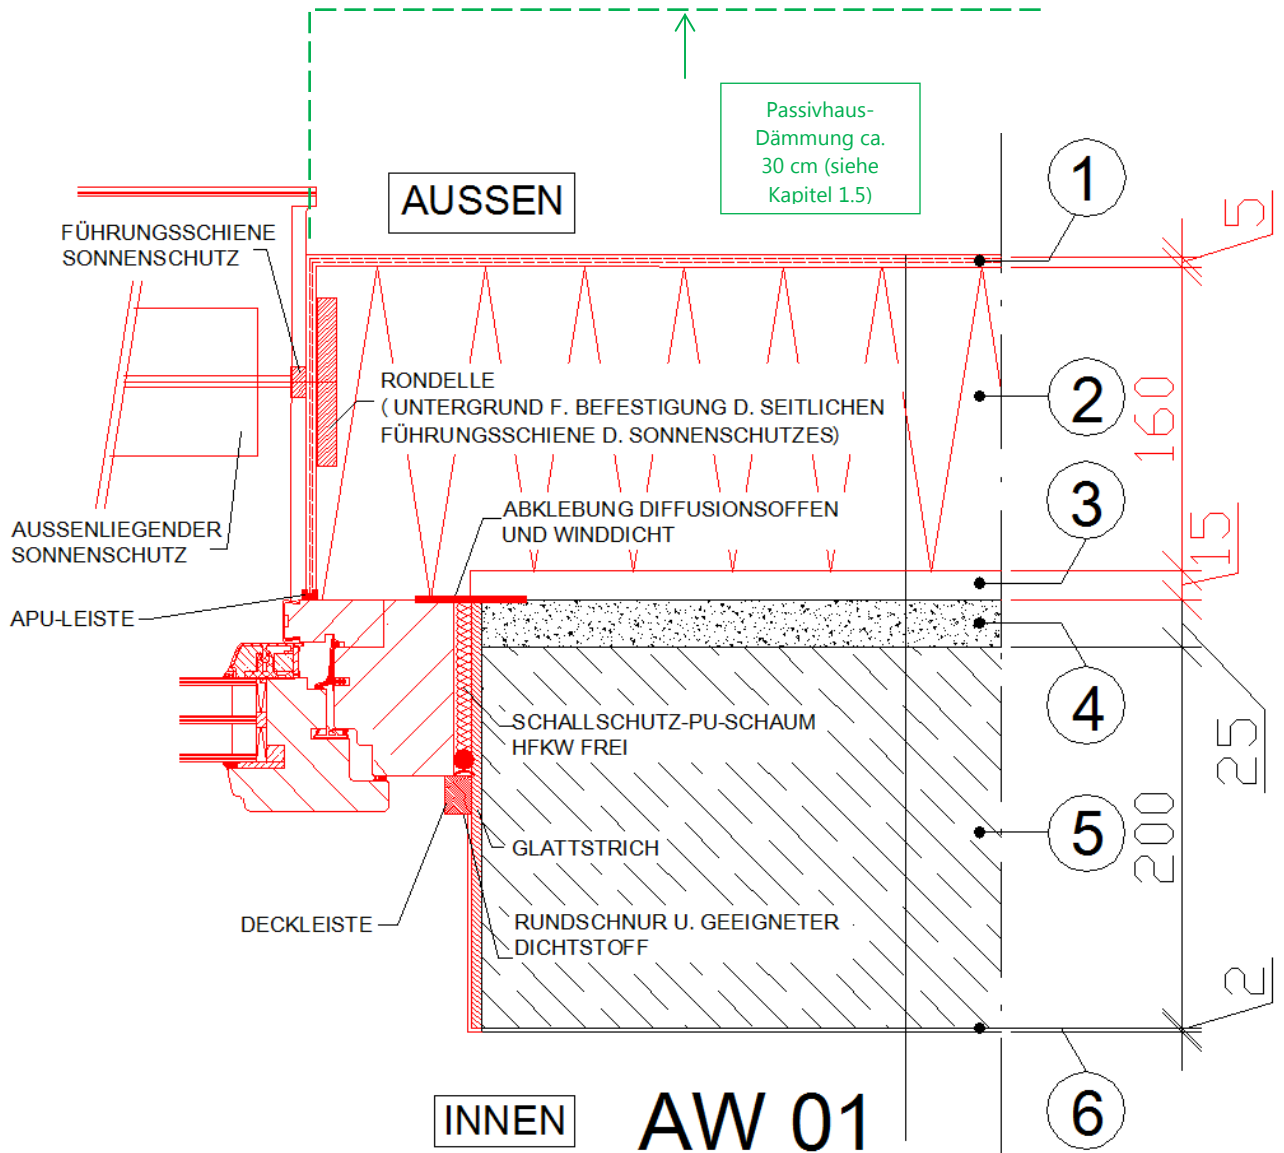 Passivhaus-
Dämmung ca.
30 cm (siehe
Kapitel 1.5)
AUSSEN
1
5
FÜHRUNGSSCHIENE
SONNENSCHUTZ
RONDELLE
( UNTERGRUND F. BEFESTIGUNG D. SEITLICHEN
FÜHRUNGSSCHIENE D. SONNENSCHUTZES)
2
160
3
ABKLEBUNG DIFFUSIONSOFFEN
UND WINDDICHT
15
AUSSENLIEGENDER
SONNENSCHUTZ
APU-LEISTE
4
SCHALLSCHUTZ-PU-SCHAUM
HFKW FREI
25
5
200
GLATTSTRICH
DECKLEISTE
RUNDSCHNUR U. GEEIGNETER
DICHTSTOFF
2
INNEN
AW 01
6